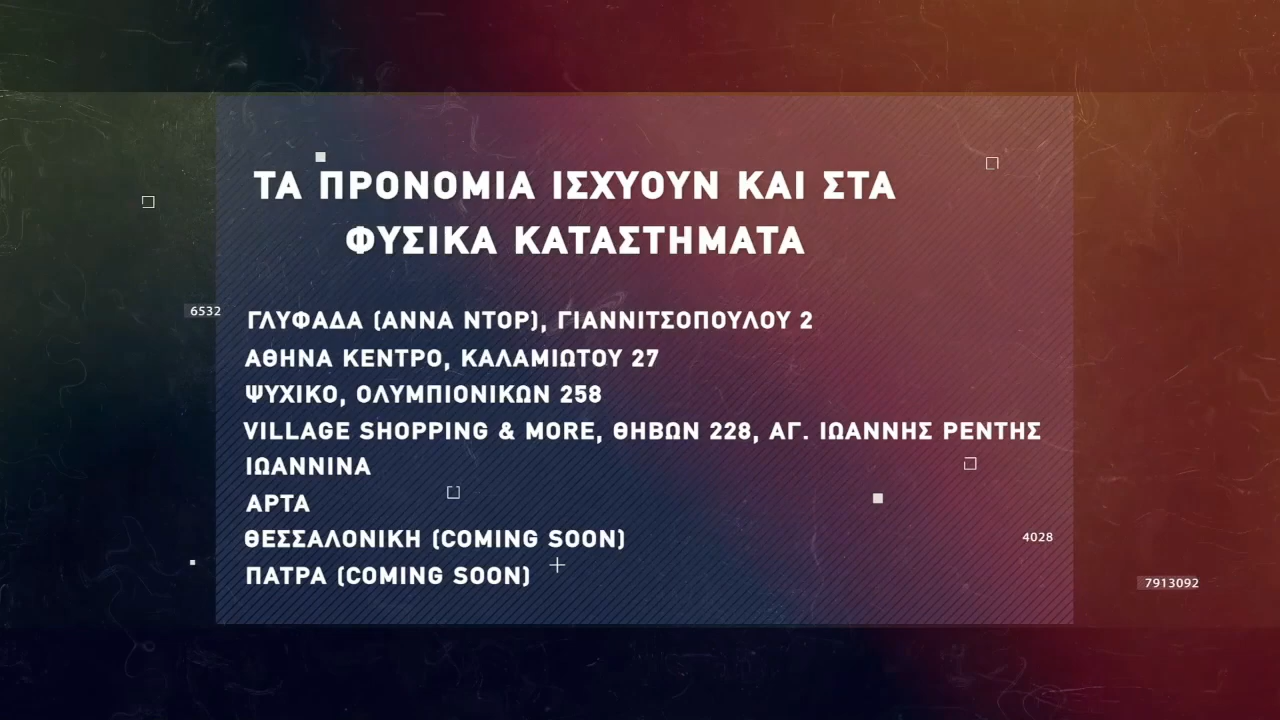 ΤΑ ΠΡΟΝΟΜΙΑ ΙΣΧΥΟΥΝ ΚΑΙ ΣΤΑ
ΦΥΣΙΚΑ ΚΑΤΑΣΤΗΜΑΤΑ
6532
ΓΛΥΦΑΔΑ (ΑΝΝΑ ΝΤΟΡ), ΓΙΑΝΝΙΤΣΟΠΟΥΛΟΥ 2
ΑΘΗΝΑ ΚΕΝΤΡΟ, ΚΑΛΑΜΙΩΤΟΥ 27
ΨΥΧΙΚΟ, ΟΛΥΜΠΙΟΝΙΚΩΝ 258
VILLAGE SHOPPING & MORE, ΘΗΒΩΝ 228, ΑΓ. ΙΩΑΝΝΗΣ ΡΕΝΤΗΣ
ΙΩΑΝΝΙΝΑ
ΑΡΤΑ
ΘΕΣΣΑΛΟΝΙΚΗ (COMING SOON)
4028
ΠΑΤΡΑ (COMING SOON)
7913092